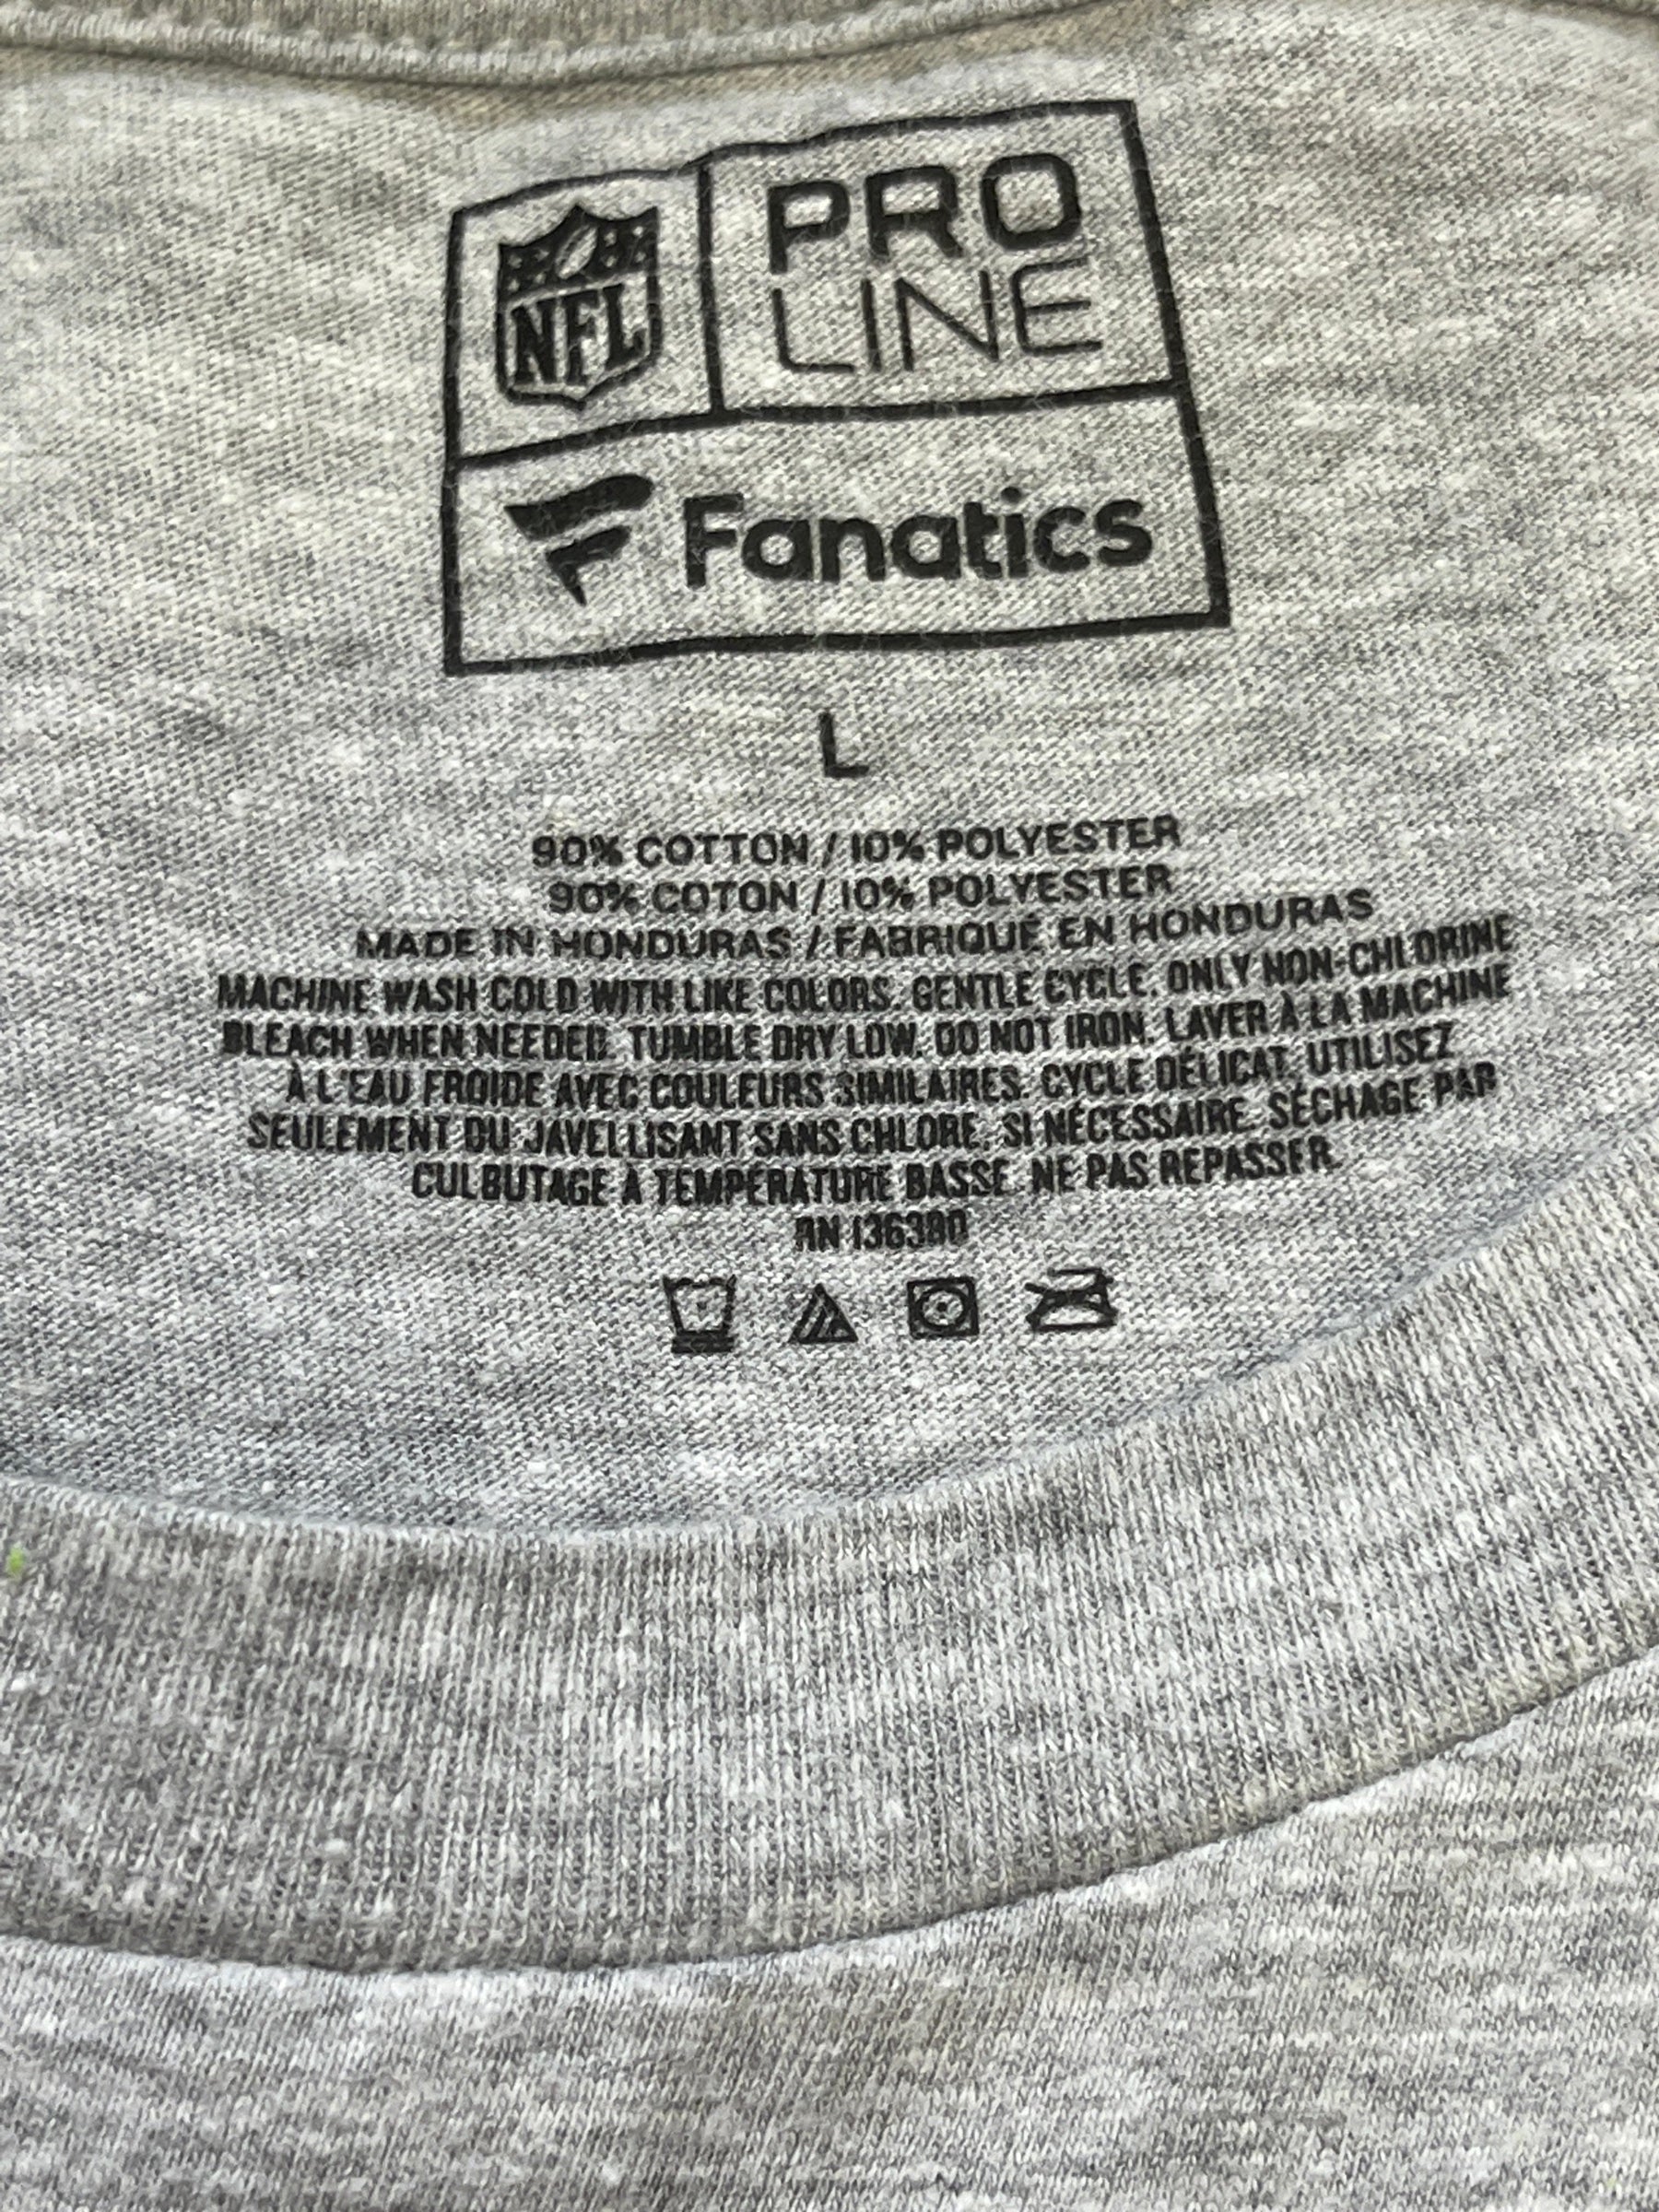 NFL
PRO
LINE
Fanatics
L
90% COTTON / 10% POLYESTER
90% COTON / 10% POLYESTER
MADE IN HONDURAS / FABRIQUÉ EN HONDURAS
MACHINE WASH COLD WITH LIKE COLORS. GENTLE CYCLE. ONLY NON-CHLORINE
BLEACH WHEN NEEDED. TUMBLE DRY LOW. DO NOT IRON. LAVER À LA MACHINE
À L'EAU FROIDE AVEC COULEURS SIMILAIRES. CYCLE DÉLICAT. UTILISEZ
SEULEMENT DU JAVELLISANT SANS CHLORE, SI NÉCESSAIRE. SÉCHAGE PAR
CULBUTAGE À TEMPÉRATURE BASSE. NE PAS REPASSER.
RN 136380